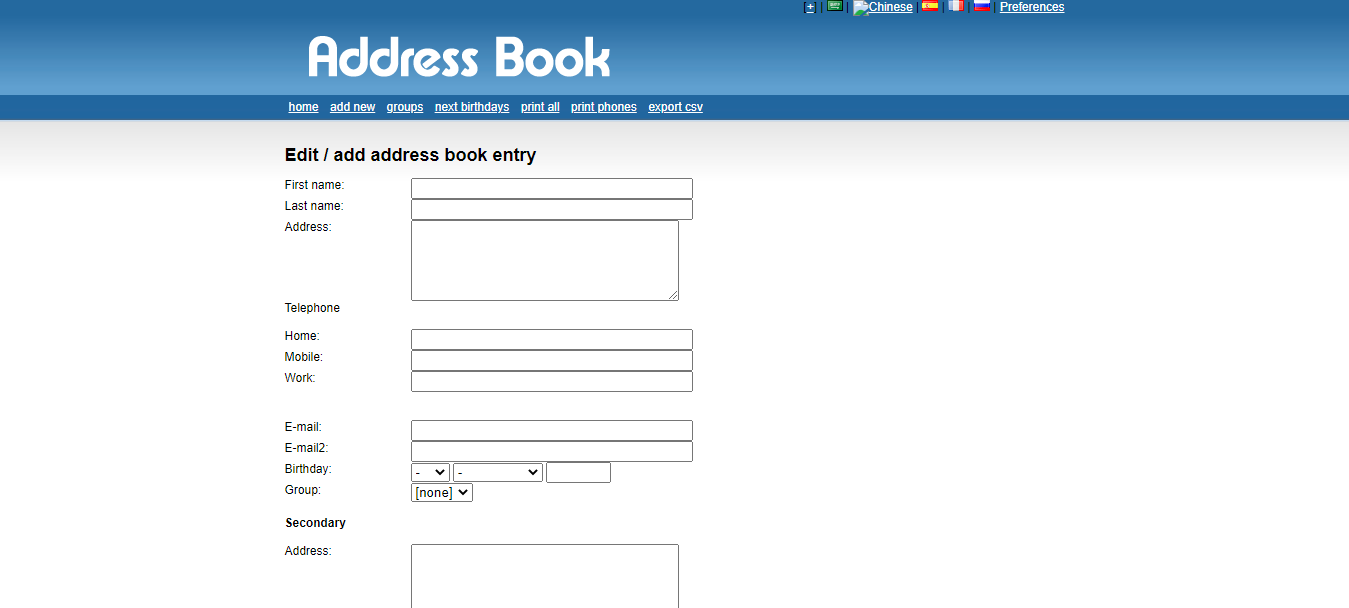 [+] | | Chinese | | | | Preferences
Address Book
home add new groups next birthdays print all print phones export csv
Edit / add address book entry
First name:
Last name:
Address:
Telephone
Home:
Mobile:
Work:
E-mail:
E-mail2:
Birthday: - -
Group: [none]
Secondary
Address: